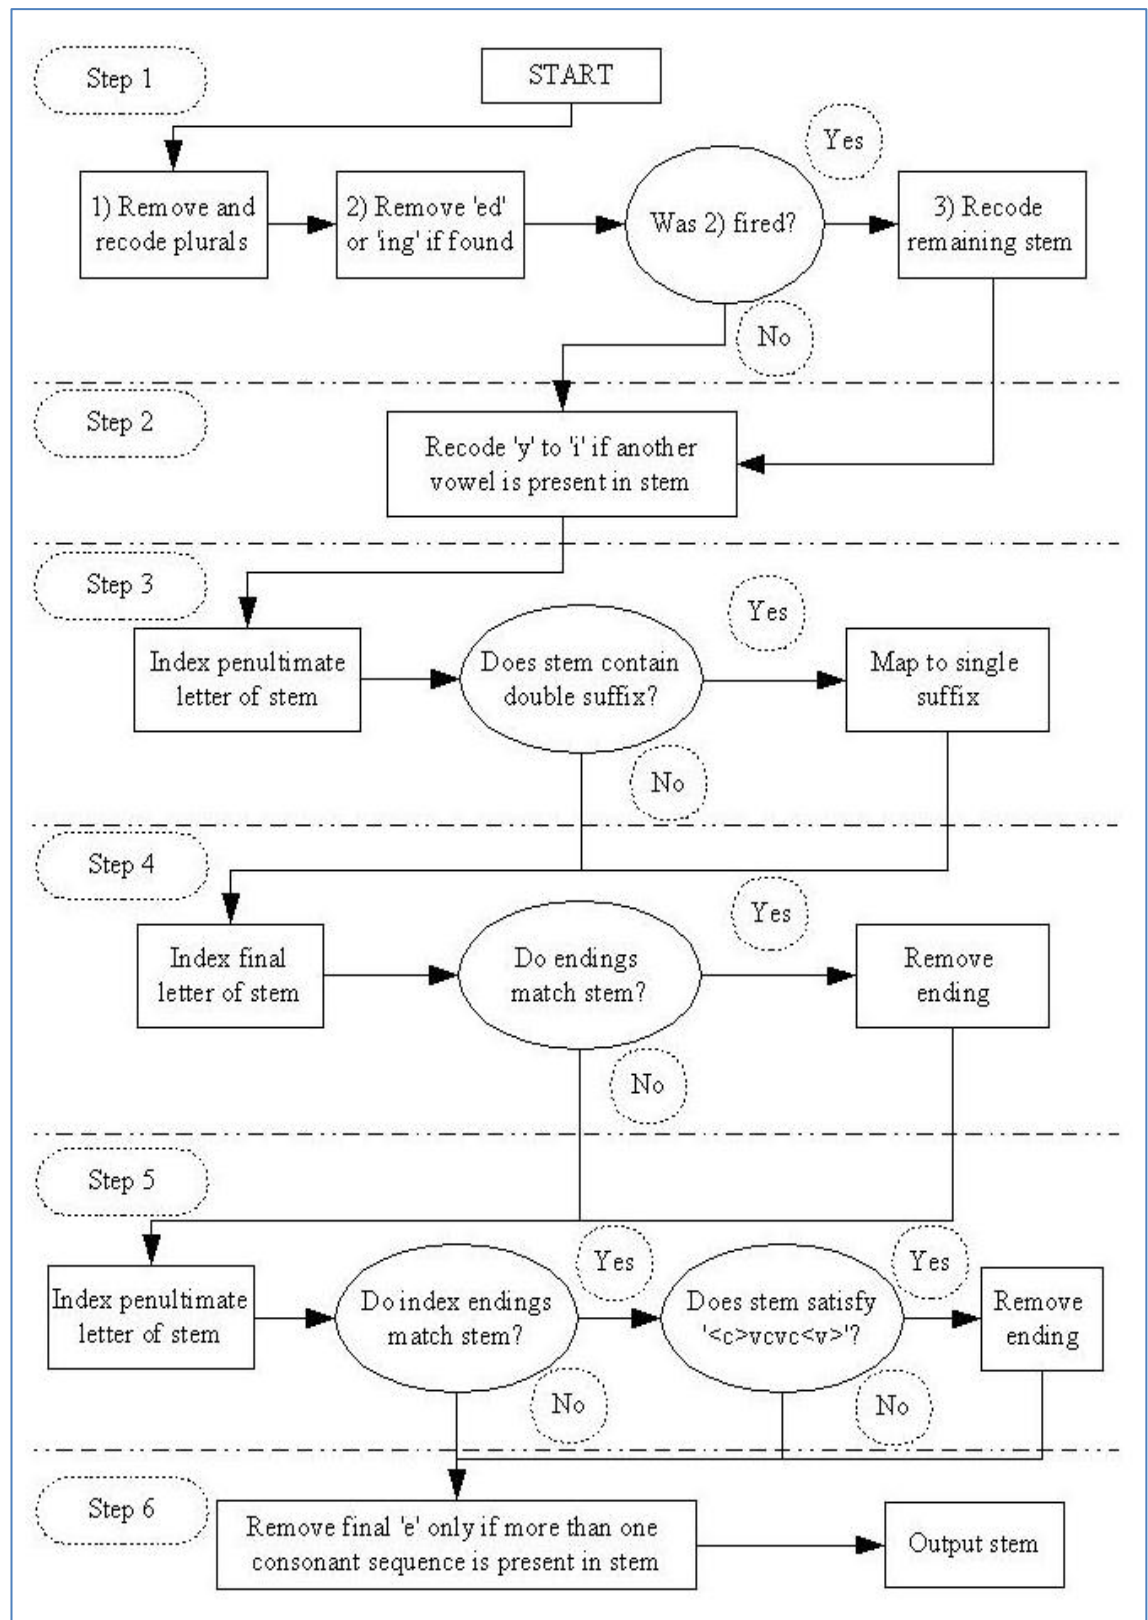 Step 1
START
1) Remove and
recode plurals
2) Remove 'ed'
or 'ing' if found
Was 2) fired?
Yes
3) Recode
remaining stem
No
Step 2
Recode 'y' to 'i' if another
vowel is present in stem
Step 3
Index penultimate
letter of stem
Does stem contain
double suffix?
Yes
Map to single
suffix
No
Step 4
Index final
letter of stem
Do endings
match stem?
Yes
Remove
ending
No
Step 5
Index penultimate
letter of stem
Do index endings
match stem?
Yes
Does stem satisfy
'<c>vcvc<v>'?
Yes
Remove
ending
No
No
Step 6
Remove final 'e' only if more than one
consonant sequence is present in stem
Output stem